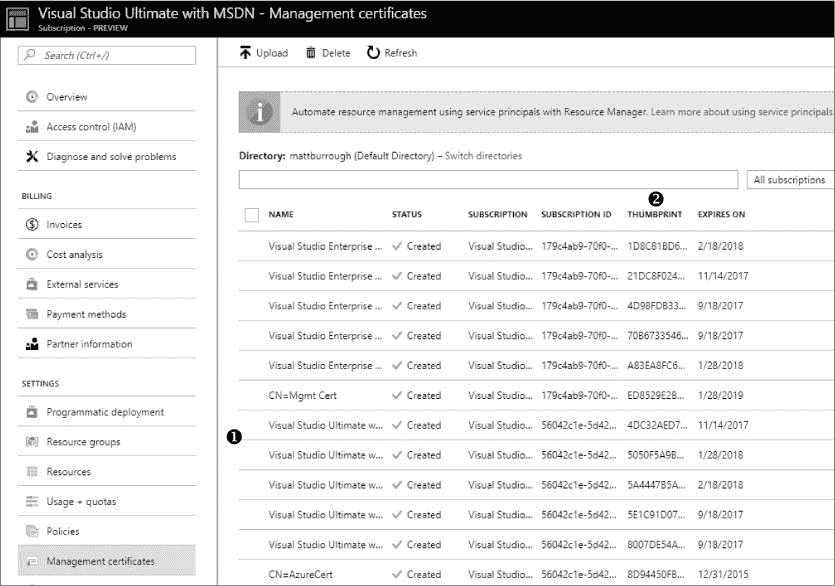 Visual Studio Ultimate with MSDN - Management certificates
Subscription - PREVIEW
Search (Ctrl+/)
Overview
Access control (IAM)
Diagnose and solve problems
BILLING
Invoices
Cost analysis
External services
Payment methods
Partner information
SETTINGS
Programmatic deployment
Resource groups
Resources
Usage + quotas
Policies
Management certificates
Upload Delete Refresh
Automate resource management using service principals with Resource Manager. Learn more about using service principals
Directory: mattburrough (Default Directory) – Switch directories
All subscriptions
❷
NAME STATUS SUBSCRIPTION SUBSCRIPTION ID THUMBPRINT EXPIRES ON
Visual Studio Enterprise ... Created Visual Studio... 179c4ab9-70f0-... 1D8C81BD6... 2/18/2018
Visual Studio Enterprise ... Created Visual Studio... 179c4ab9-70f0-... 21DC8F024... 11/14/2017
Visual Studio Enterprise ... Created Visual Studio... 179c4ab9-70f0-... 4D98FDB33... 9/18/2017
Visual Studio Enterprise ... Created Visual Studio... 179c4ab9-70f0-... 70B6733546... 9/18/2017
Visual Studio Enterprise ... Created Visual Studio... 179c4ab9-70f0-... A83EA8FC6... 1/28/2018
CN=Mgmt Cert Created Visual Studio... 179c4ab9-70f0-... ED8529E2B... 1/28/2019
Visual Studio Ultimate w... Created Visual Studio... 56042c1e-5d42... 4DC32AED7... 11/14/2017
❶
Visual Studio Ultimate w... Created Visual Studio... 56042c1e-5d42... 5050F5A9B... 1/28/2018
Visual Studio Ultimate w... Created Visual Studio... 56042c1e-5d42... 5A4447B5A... 2/18/2018
Visual Studio Ultimate w... Created Visual Studio... 56042c1e-5d42... 5E1C91D07... 9/18/2017
Visual Studio Ultimate w... Created Visual Studio... 56042c1e-5d42... 8007DE54A... 9/18/2017
CN=AzureCert Created Visual Studio... 56042c1e-5d42... 8D94450FB... 12/31/2015